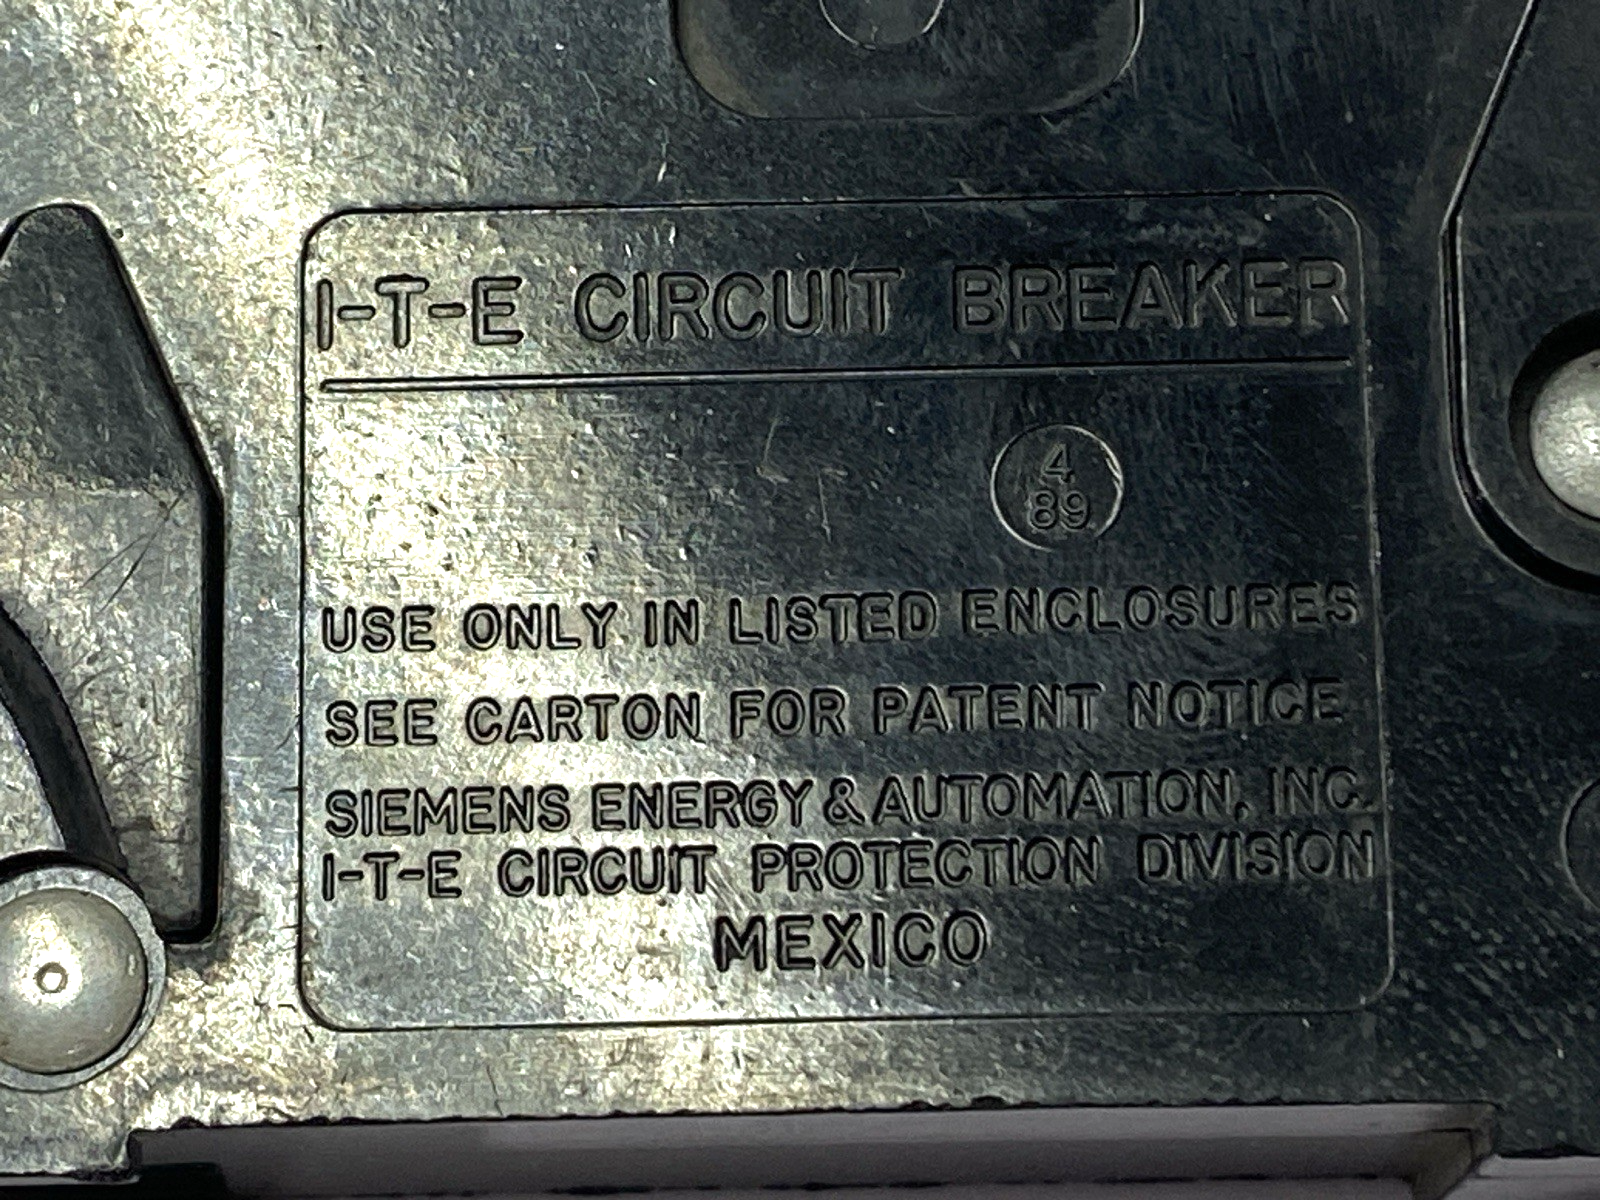 I-T-E CIRCUIT BREAKER
4
89
USE ONLY IN LISTED ENCLOSURES
SEE CARTON FOR PATENT NOTICE
SIEMENS ENERGY & AUTOMATION, INC.
I-T-E CIRCUIT PROTECTION DIVISION
MEXICO